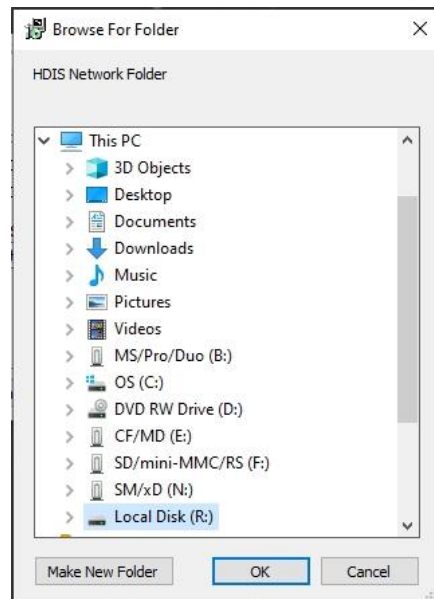 Browse For Folder
HDIS Network Folder
This PC
3D Objects
Desktop
Documents
Downloads
Music
Pictures
Videos
MS/Pro/Duo (B:)
OS (C:)
DVD RW Drive (D:)
CF/MD (E:)
SD/mini-MMC/RS (F:)
SM/xD (N:)
Local Disk (R:)
Make New Folder OK Cancel